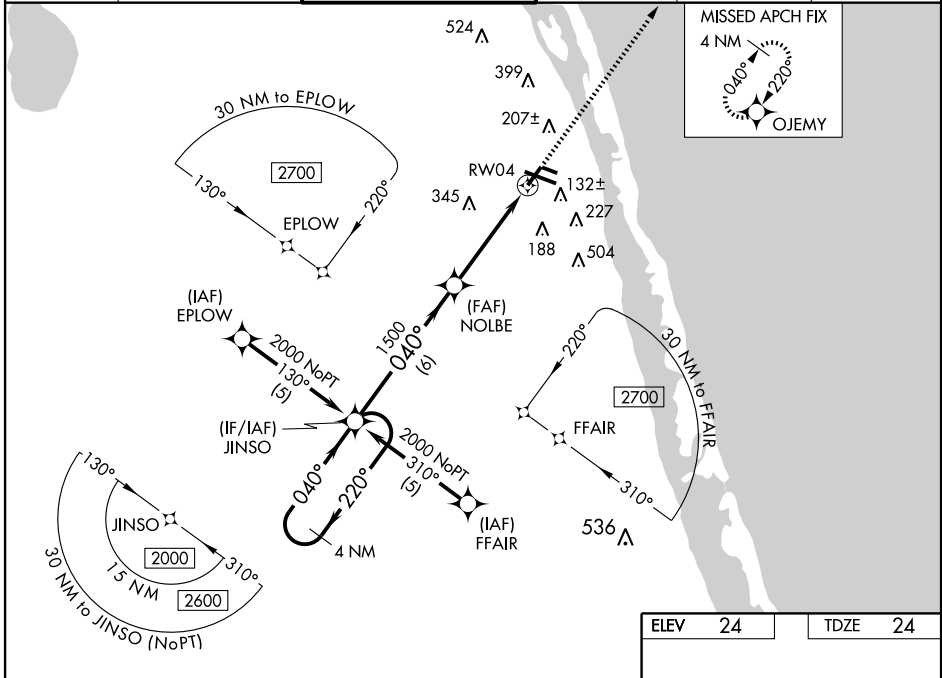 MISSED APCH FIX
4 NM
040°
220°
OJEMY
524
399
207±
RW04
132±
345
227
188
504
30 NM to EPLOW
2700
130°
220°
EPLOW
(IAF)
EPLOW
2000 NoPT
130°
(5)
(FAF)
NOLBE
1500
040°
(6)
(IF/IAF)
JINSO
2000 NoPT
310°
(5)
040°
220°
4 NM
(IAF)
FFAIR
220°
30 NM to FFAIR
2700
FFAIR
310°
536
130°
JINSO
310°
2000
15 NM
2600
30 NM to JINSO (NoPT)
ELEV 24
TDZE 24